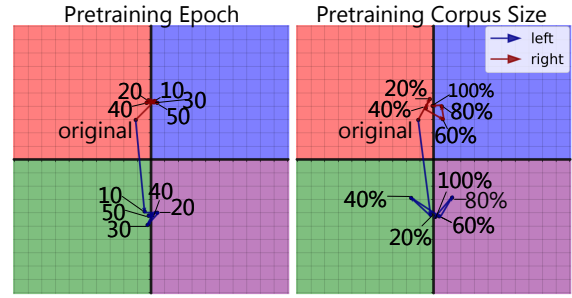 Pretraining Epoch
20 10
40 30
50
original
10 40
50 20
30
Pretraining Corpus Size
left
right
20% 100%
40% 80%
60%
original
100%
40% 80%
60%
20%